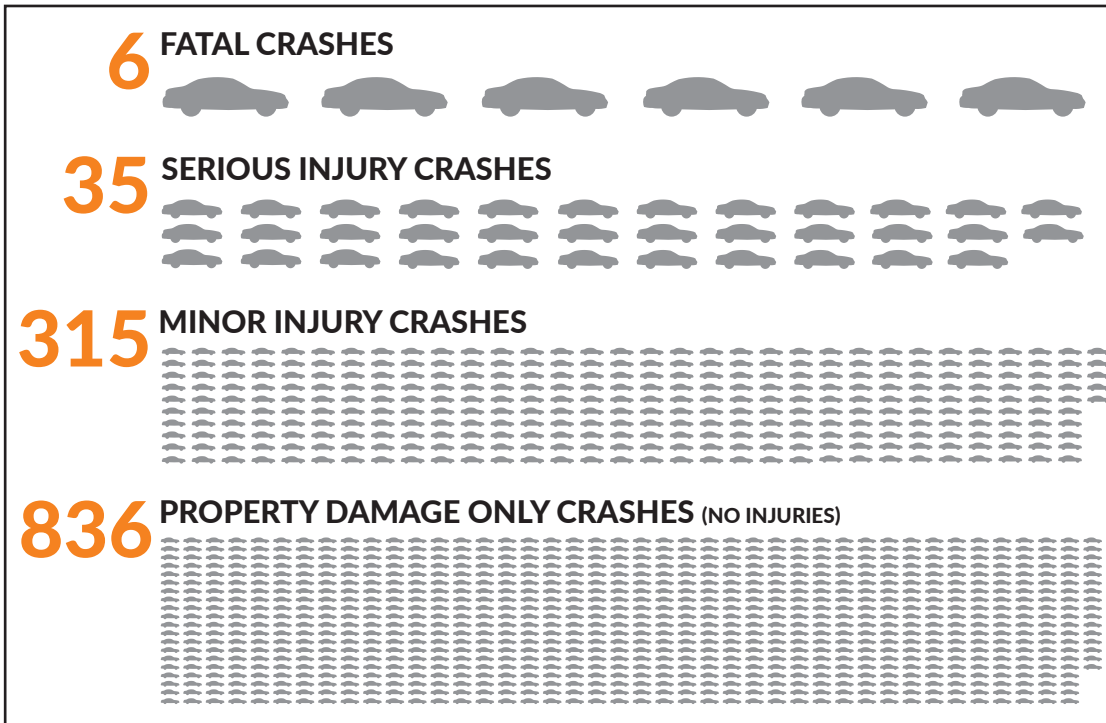 6 FATAL CRASHES
35 SERIOUS INJURY CRASHES
315 MINOR INJURY CRASHES
836 PROPERTY DAMAGE ONLY CRASHES (NO INJURIES)